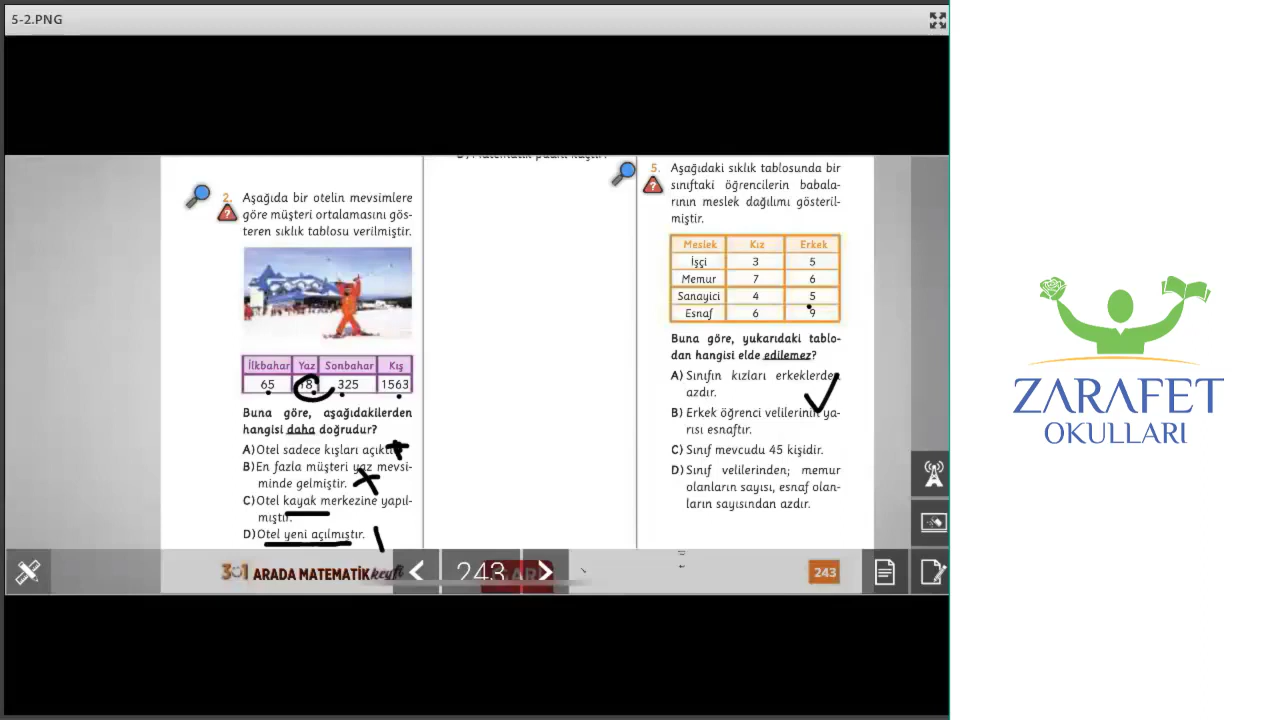 5-2.PNG
2.
Aşağıda bir otelin mevsimlere
göre müşteri ortalamasını gös-
teren sıklık tablosu verilmiştir.
İlkbahar Yaz Sonbahar Kış
65 18 325 1563
Buna göre, aşağıdakilerden
hangisi daha doğrudur?
A) Otel sadece kışları
B) En fazla müşteri yaz mevsi-
minde gelmiştir.
C) Otel kayak merkezine yapıl-
mıştır.
D) Otel yeni açılmıştır.
5.
Aşağıdaki sıklık tablosunda bir
sınıftaki öğrencilerin babala-
rının meslek dağılımı gösteril-
miştir.
Meslek Kız Erkek
İşçi 3 5
Memur 7 6
Sanayici 4 5
Esnaf 6 9
Buna göre, yukarıdaki tablo-
dan hangisi elde edilemez?
A) Sınıfın kızları erkeklerden
azdır.
B) Erkek öğrenci velilerinin ya-
rısı esnaftır.
C) Sınıf mevcudu 45 kişidir.
D) Sınıf velilerinden; memur
olanların sayısı, esnaf olan-
ların sayısından azdır.
3 1 ARADA MATEMATİK keyfi
243
243
ZARAFET
OKULLARI